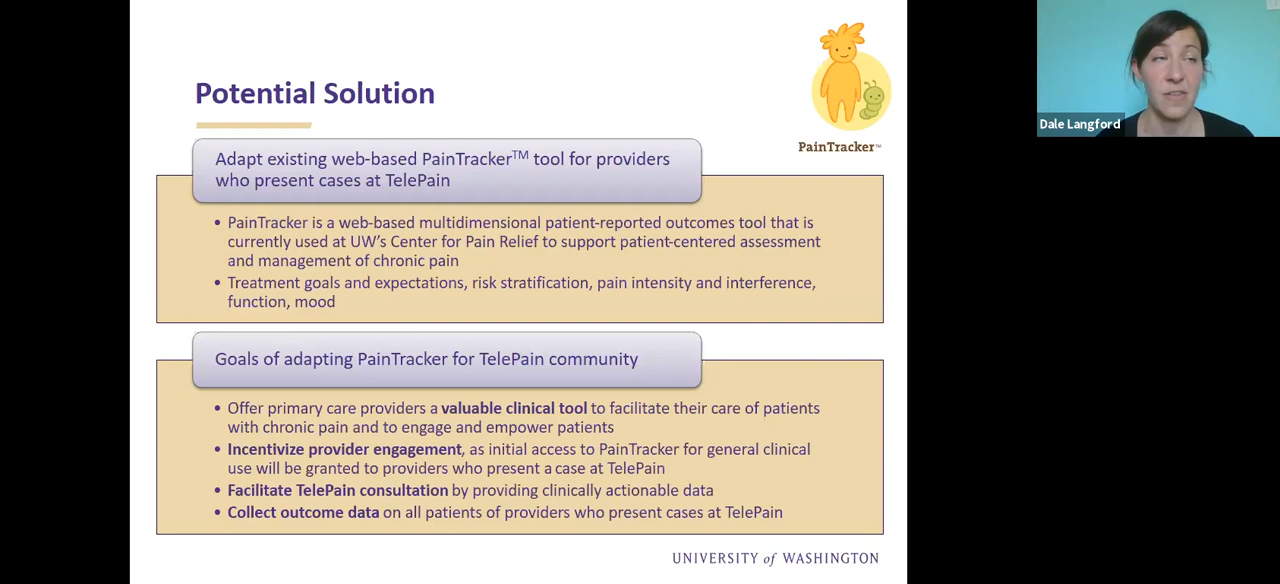 Potential Solution
PainTracker™
Dale Langford
Adapt existing web-based PainTracker™ tool for providers
who present cases at TelePain
• PainTracker is a web-based multidimensional patient-reported outcomes tool that is
currently used at UW's Center for Pain Relief to support patient-centered assessment
and management of chronic pain
• Treatment goals and expectations, risk stratification, pain intensity and interference,
function, mood
Goals of adapting PainTracker for TelePain community
• Offer primary care providers a valuable clinical tool to facilitate their care of patients
with chronic pain and to engage and empower patients
• Incentivize provider engagement, as initial access to PainTracker for general clinical
use will be granted to providers who present a case at TelePain
• Facilitate TelePain consultation by providing clinically actionable data
• Collect outcome data on all patients of providers who present cases at TelePain
UNIVERSITY of WASHINGTON